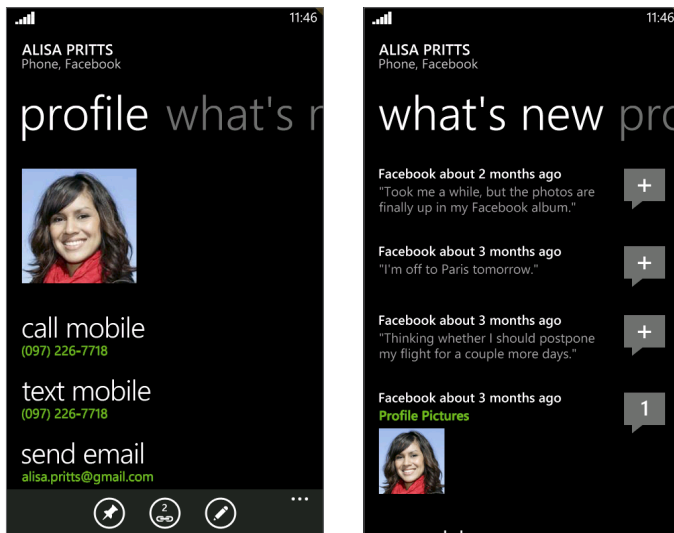 11:46
ALISA PRITTS
Phone, Facebook
profile what's n
call mobile
(097) 226-7718
text mobile
(097) 226-7718
send email
alisa.pritts@gmail.com
2
...
11:46
ALISA PRITTS
Phone, Facebook
what's new pro
Facebook about 2 months ago
"Took me a while, but the photos are
finally up in my Facebook album."
+
Facebook about 3 months ago
"I'm off to Paris tomorrow."
+
Facebook about 3 months ago
"Thinking whether I should postpone
my flight for a couple more days."
+
Facebook about 3 months ago
Profile Pictures
1